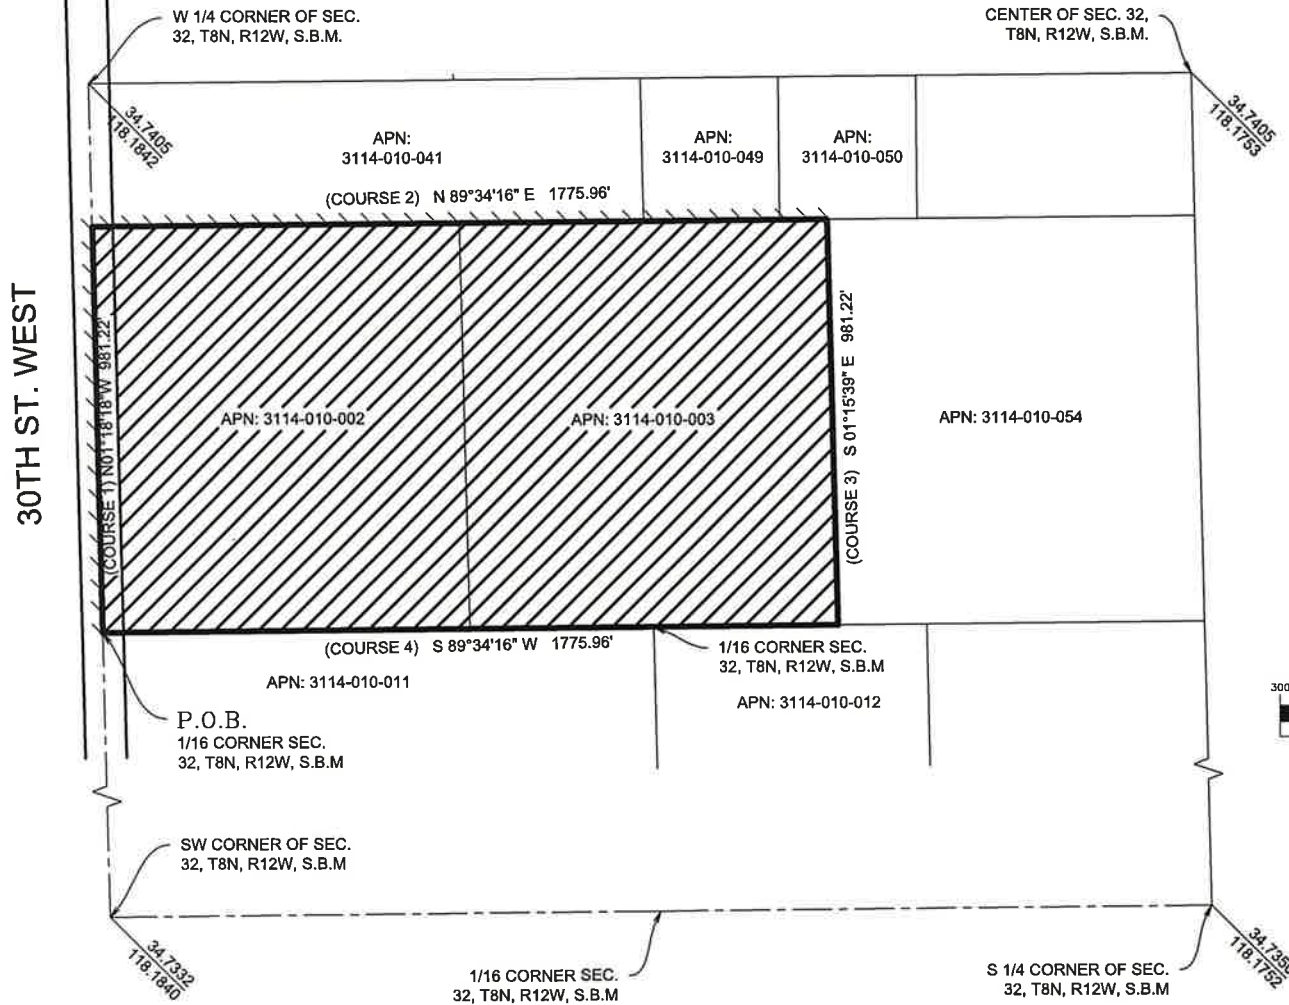 W 1/4 CORNER OF SEC.
32, T8N, R12W, S.B.M.
CENTER OF SEC. 32,
T8N, R12W, S.B.M.
34.7405
118.1842
34.7405
118.1753
APN:
3114-010-041
APN:
3114-010-049
APN:
3114-010-050
(COURSE 2) N 89°34'16" E 1775.96'
30TH ST. WEST
(COURSE 1) N01°18'18"W 981.22'
APN: 3114-010-002
APN: 3114-010-003
(COURSE 3) S 01°15'39" E 981.22'
APN: 3114-010-054
(COURSE 4) S 89°34'16" W 1775.96'
1/16 CORNER SEC.
32, T8N, R12W, S.B.M
APN: 3114-010-011
APN: 3114-010-012
300
P.O.B.
1/16 CORNER SEC.
32, T8N, R12W, S.B.M
SW CORNER OF SEC.
32, T8N, R12W, S.B.M
34.7332
118.1840
1/16 CORNER SEC.
32, T8N, R12W, S.B.M
S 1/4 CORNER OF SEC.
32, T8N, R12W, S.B.M
118.1752